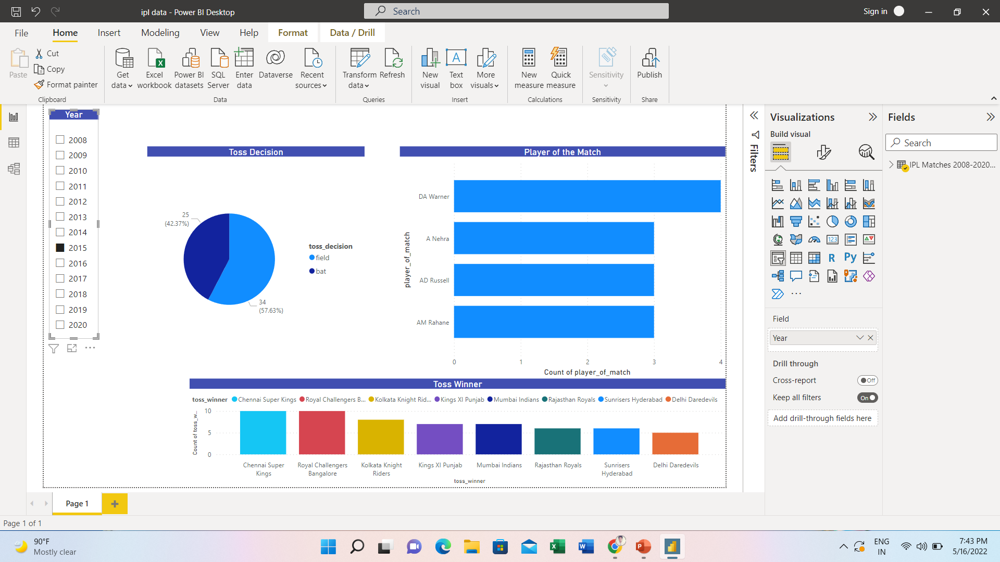 ipl data - Power BI Desktop
Search
Sign in
File
Home
Insert
Modeling
View
Help
Format
Data / Drill
Paste
Cut
Copy
Format painter
Clipboard
Get
data
Excel
workbook
Power BI
datasets
SQL
Server
Enter
data
Dataverse
Recent
sources
Data
Transform
data
Refresh
Queries
New
visual
A
Text
box
More
visuals
Insert
New
measure
Quick
measure
Calculations
Sensitivity
Sensitivity
Publish
Share
Year
2008
2009
2010
2011
2012
2013
2014
2015
2016
2017
2018
2019
2020
Toss Decision
25
(42.37%)
34
(57.63%)
toss_decision
field
bat
Player of the Match
player_of_match
DA Warner
A Nehra
AD Russell
AM Rahane
0 1 2 3 4
Count of player_of_match
Toss Winner
toss_winner Chennai Super Kings Royal Challengers B... Kolkata Knight Rid... Kings XI Punjab Mumbai Indians Rajasthan Royals Sunrisers Hyderabad Delhi Daredevils
Count of toss_w...
10
5
0
Chennai Super
Kings
Royal Challengers
Bangalore
Kolkata Knight
Riders
Kings XI Punjab
Mumbai Indians
Rajasthan Royals
Sunrisers
Hyderabad
Delhi Daredevils
toss_winner
Filters
Visualizations
Build visual
123
R
Py
...
Field
Year
Drill through
Cross-report
Off
Keep all filters
On
Add drill-through fields here
Fields
Search
IPL Matches 2008-2020...
Page 1
Page 1 of 1
90°F
Mostly clear
ENG
IN
7:43 PM
5/16/2022